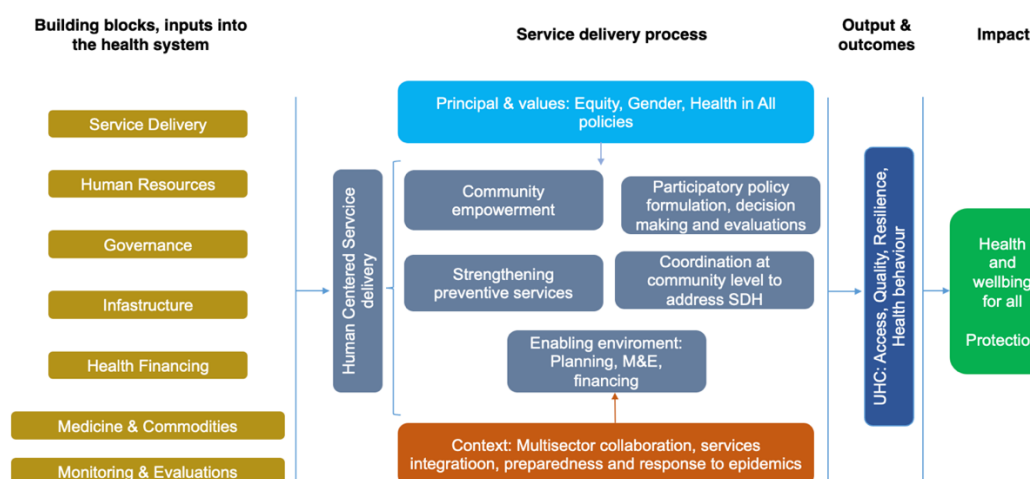 Building blocks, inputs into
the health system
Service delivery process
Output &
outcomes
Impact
Service Delivery
Human Resources
Governance
Infastructure
Health Financing
Medicine & Commodities
Monitoring & Evaluations
Human Centered Servcice
delivery
Principal & values: Equity, Gender, Health in All
policies
Community
empowerment
Participatory policy
formulation, decision
making and evaluations
Strengthening
preventive services
Coordination at
community level to
address SDH
Enabling enviroment:
Planning, M&E,
financing
Context: Multisector collaboration, services
integratioon, preparedness and response to epidemics
UHC: Access, Quality, Resilience,
Health behaviour
Health
and
wellbing
for all
Protection